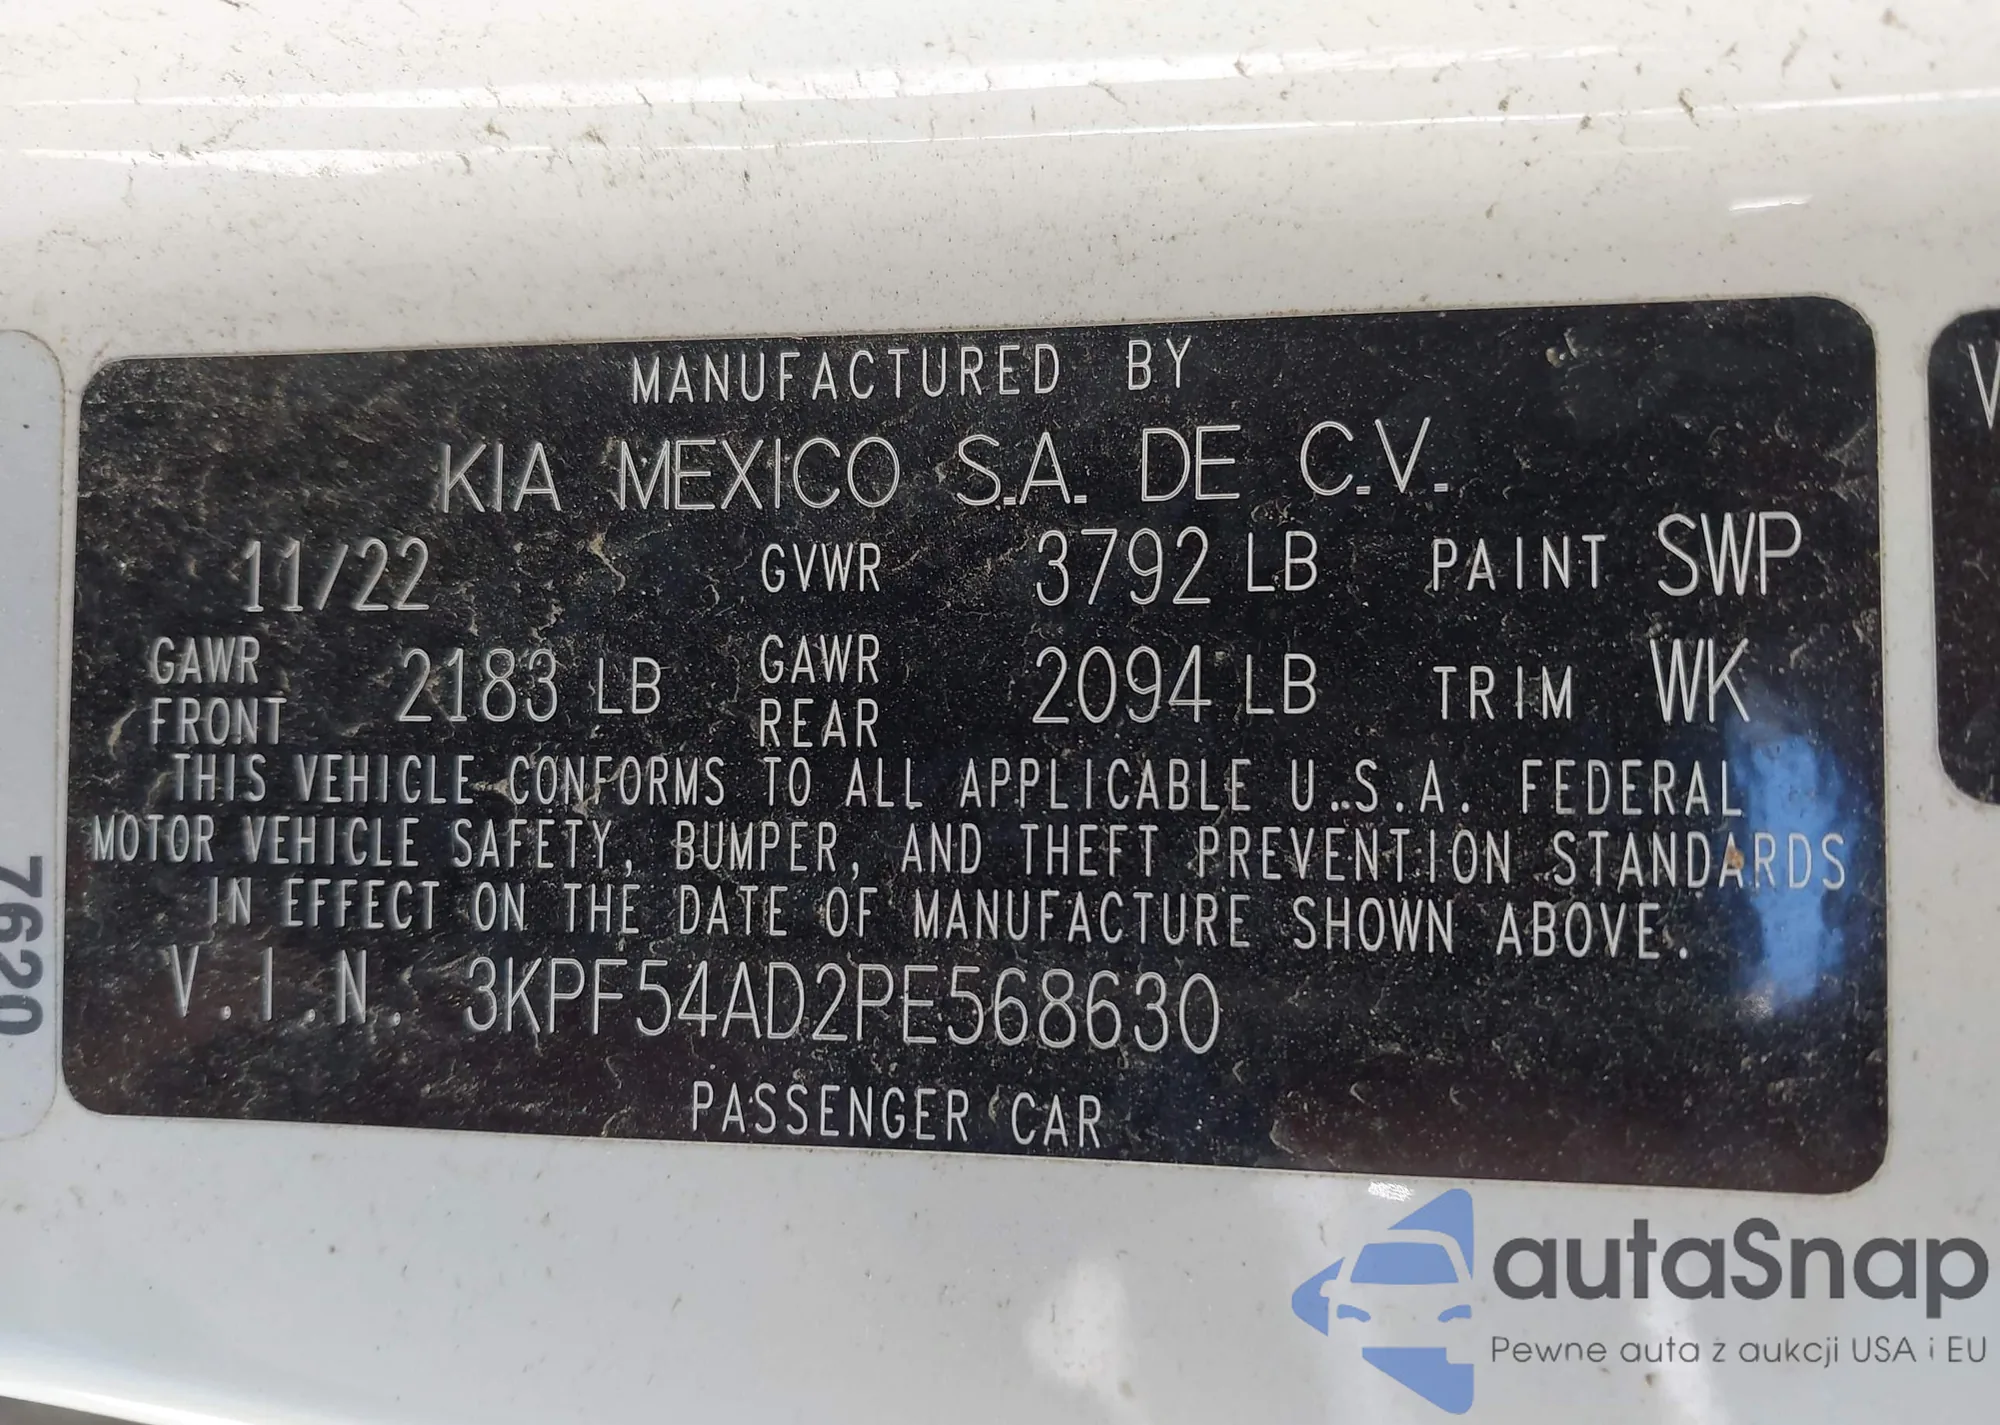 MANUFACTURED BY
KIA MEXICO S.A. DE C.V.
11/22 GVWR 3792 LB PAINT SWP
GAWR FRONT 2183 LB GAWR REAR 2094 LB TRIM WK
THIS VEHICLE CONFORMS TO ALL APPLICABLE U.S.A. FEDERAL
MOTOR VEHICLE SAFETY, BUMPER, AND THEFT PREVENTION STANDARDS
IN EFFECT ON THE DATE OF MANUFACTURE SHOWN ABOVE.
V.I.N. 3KPF54AD2PE568630
PASSENGER CAR
7620
V
autaSnap
Pewne auta z aukcji USA i EU